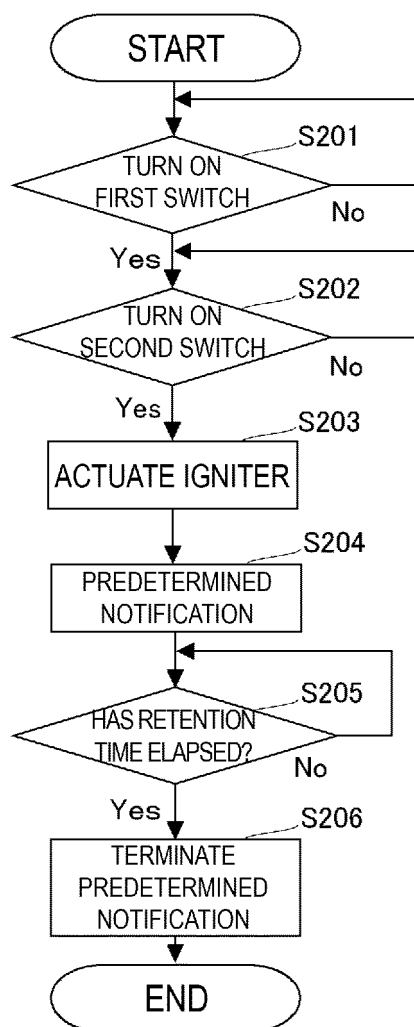 START
S201
TURN ON
FIRST SWITCH
No
Yes
S202
TURN ON
SECOND SWITCH
No
Yes
S203
ACTUATE IGNITER
S204
PREDETERMINED
NOTIFICATION
S205
HAS RETENTION
TIME ELAPSED?
No
Yes
S206
TERMINATE
PREDETERMINED
NOTIFICATION
END